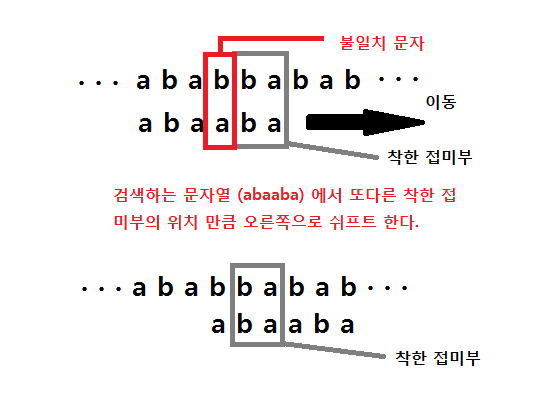 불일치 문자
· · · a b a b b a b a b · · ·
이동
a b a a b a
착한 접미부
검색하는 문자열 (abaaba) 에서 또다른 착한 접
미부의 위치 만큼 오른쪽으로 쉬프트 한다.
· · · a b a b b a b a b · · ·
a b a a b a
착한 접미부